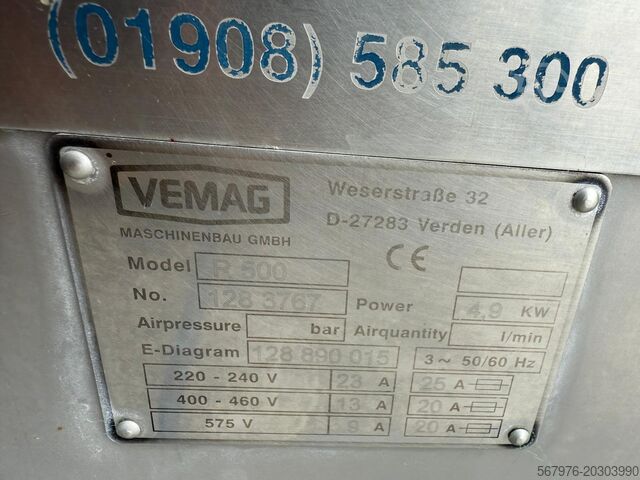 (01908) 585 300
VEMAG
Weserstraße 32
D-27283 Verden (Aller)
MASCHINENBAU GMBH
CE
Model R 500
No. 128 3767 Power 4,9 KW
Airpressure bar Airquantity l/min
E-Diagram 128 890 015 3 ~ 50/60 Hz
220 - 240 V 23 A 25 A
400 - 460 V 13 A 20 A
575 V 9 A 20 A
567976-20303990